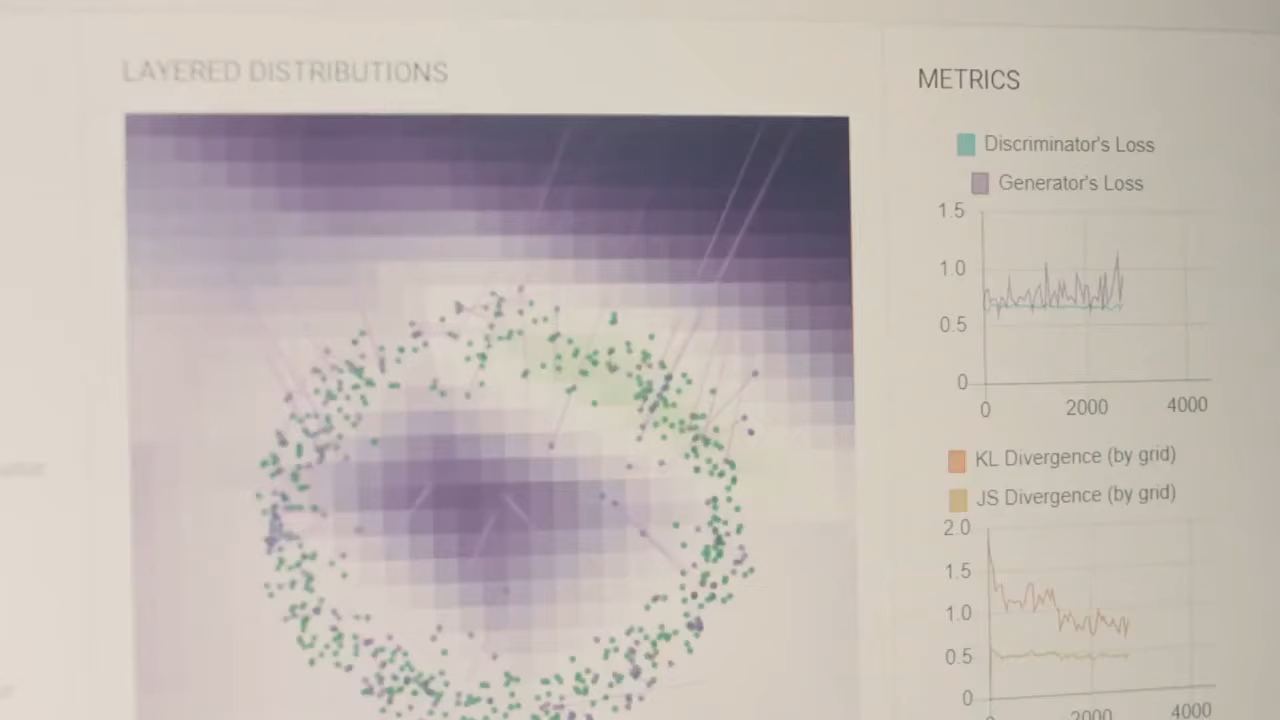 LAYERED DISTRIBUTIONS
METRICS
Discriminator's Loss
Generator's Loss
1.5
1.0
0.5
0
0
2000
4000
KL Divergence (by grid)
JS Divergence (by grid)
2.0
1.5
1.0
0.5
0
2000
4000